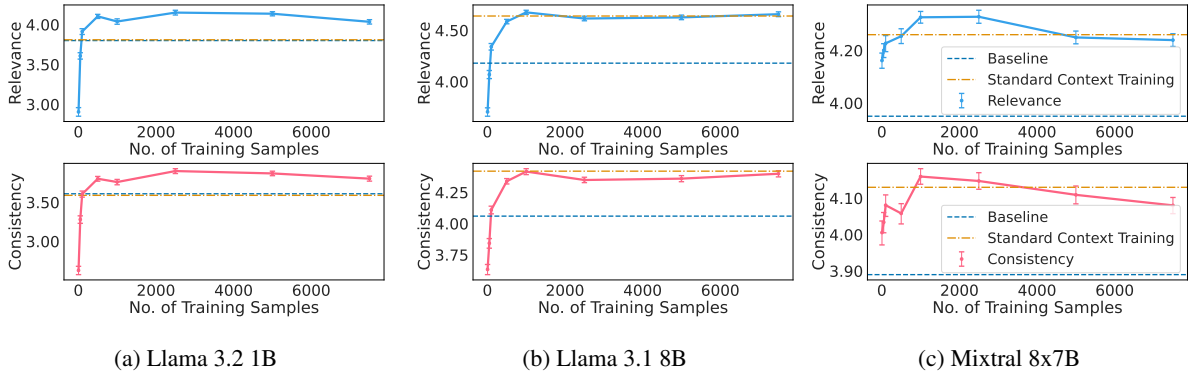 Relevance
4.00
3.50
3.00
0 2000 4000 6000
No. of Training Samples
Consistency
3.50
3.00
0 2000 4000 6000
No. of Training Samples
(a) Llama 3.2 1B
Relevance
4.50
4.00
0 2000 4000 6000
No. of Training Samples
Consistency
4.25
4.00
3.75
0 2000 4000 6000
No. of Training Samples
(b) Llama 3.1 8B
Relevance
4.20
4.00
Baseline
Standard Context Training
Relevance
0 2000 4000 6000
No. of Training Samples
Consistency
4.10
4.00
3.90
Baseline
Standard Context Training
Consistency
0 2000 4000 6000
No. of Training Samples
(c) Mixtral 8x7B